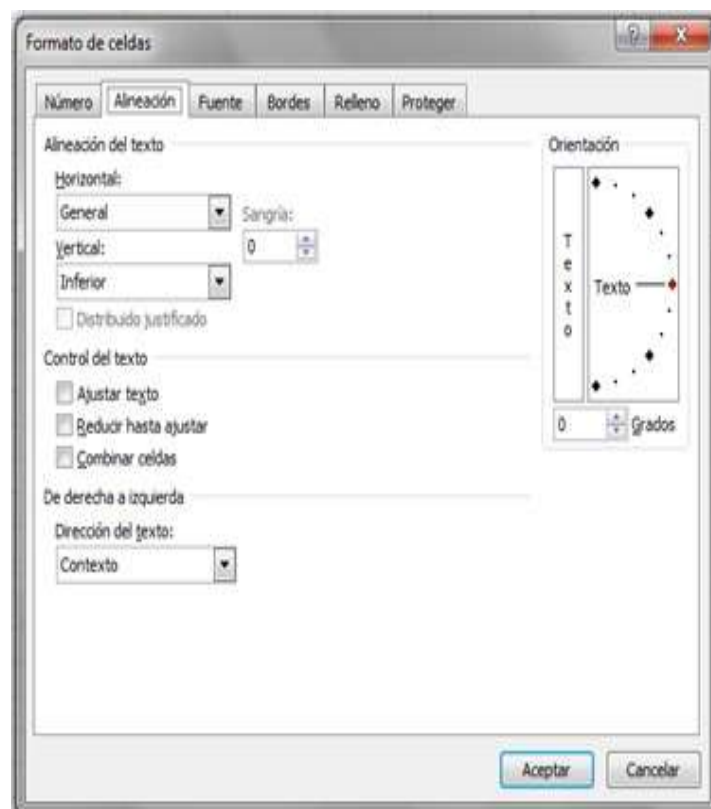 Formato de celdas
Número Alineación Fuente Bordes Relleno Proteger
Alineación del texto
Horizontal:
General
Sangría:
Vertical:
0
Inferior
Distribuido justificado
Control del texto
Ajustar texto
Reducir hasta ajustar
Combinar celdas
De derecha a izquierda
Dirección del texto:
Contexto
Orientación
Texto
Texto
0 Grados
Aceptar Cancelar